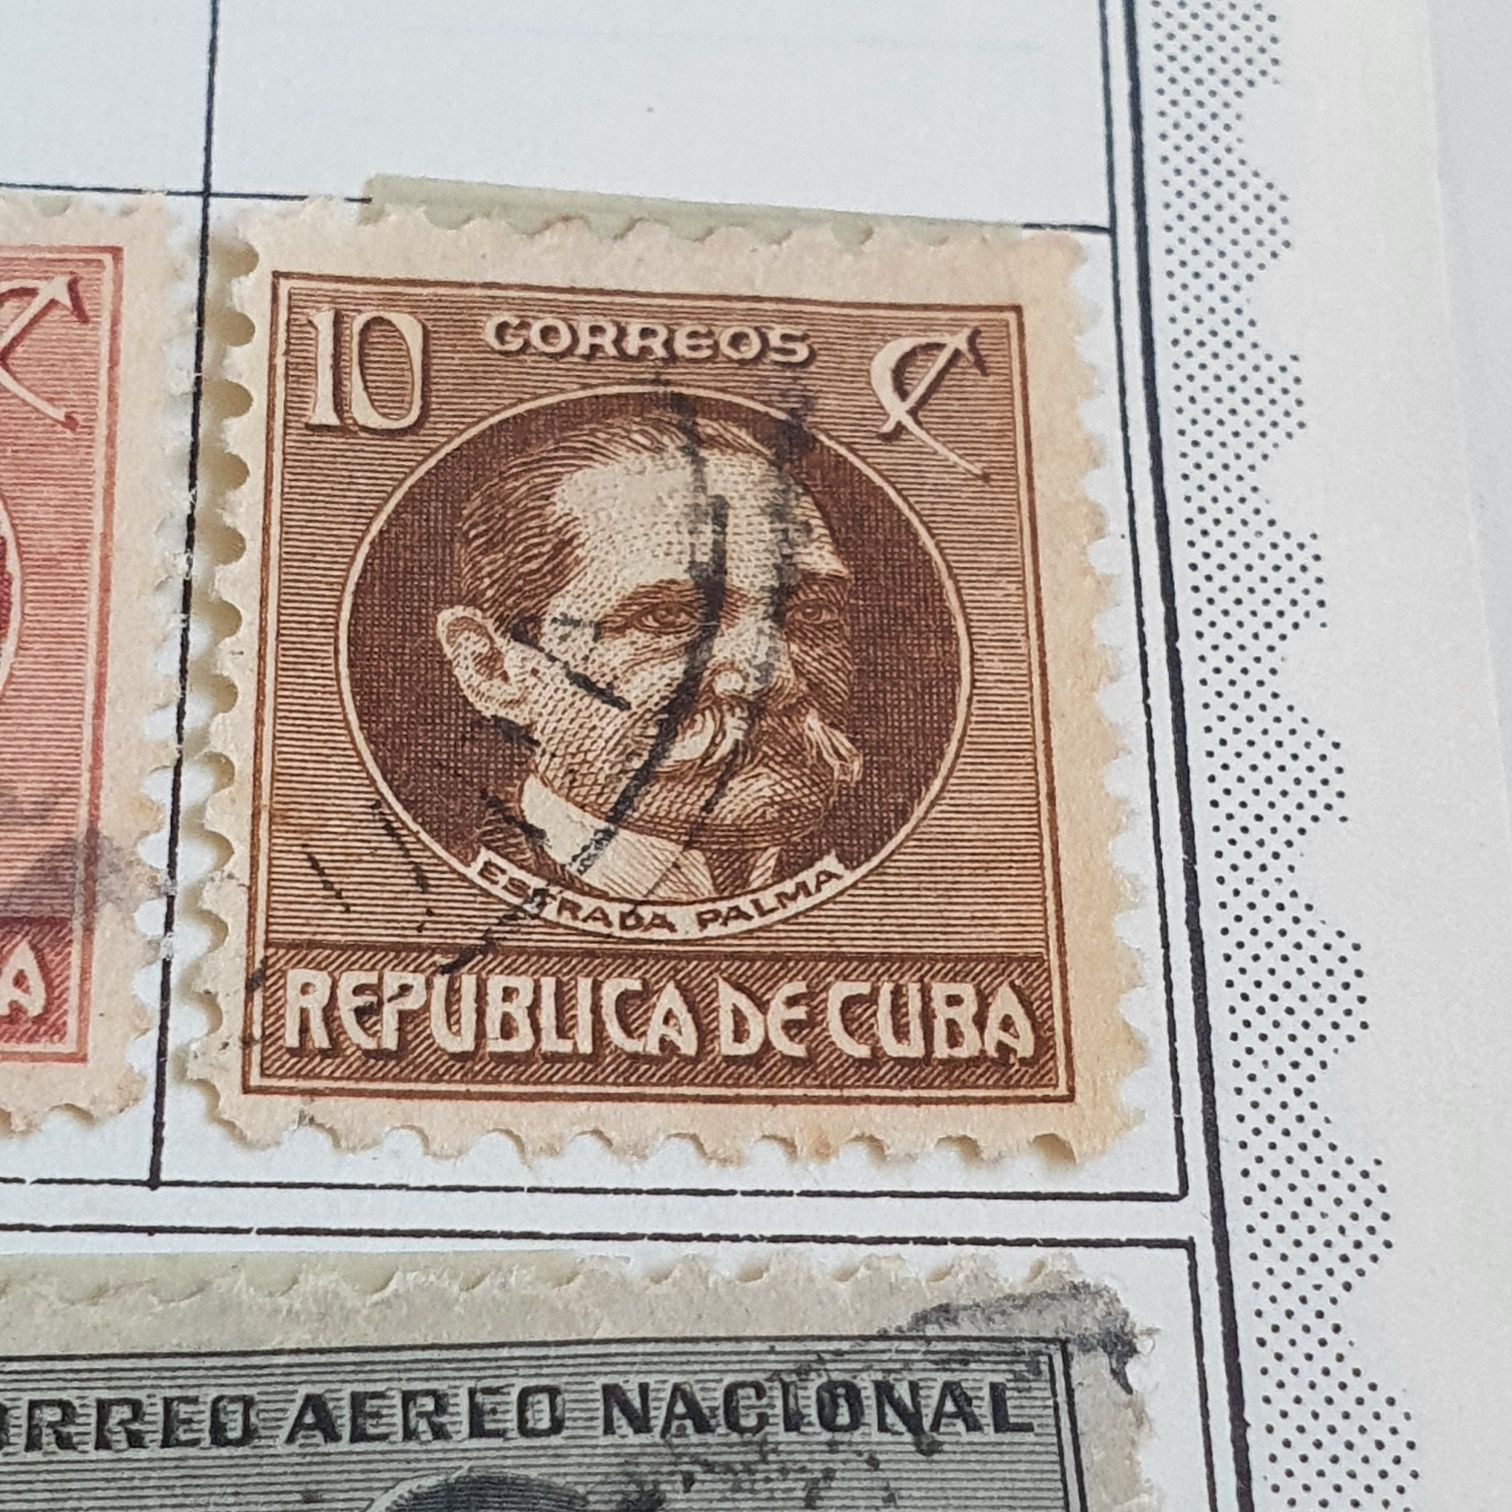 10 CORREOS ¢
ESTRADA PALMA
REPUBLICA DE CUBA
A
ORREO AEREO NACIONAL